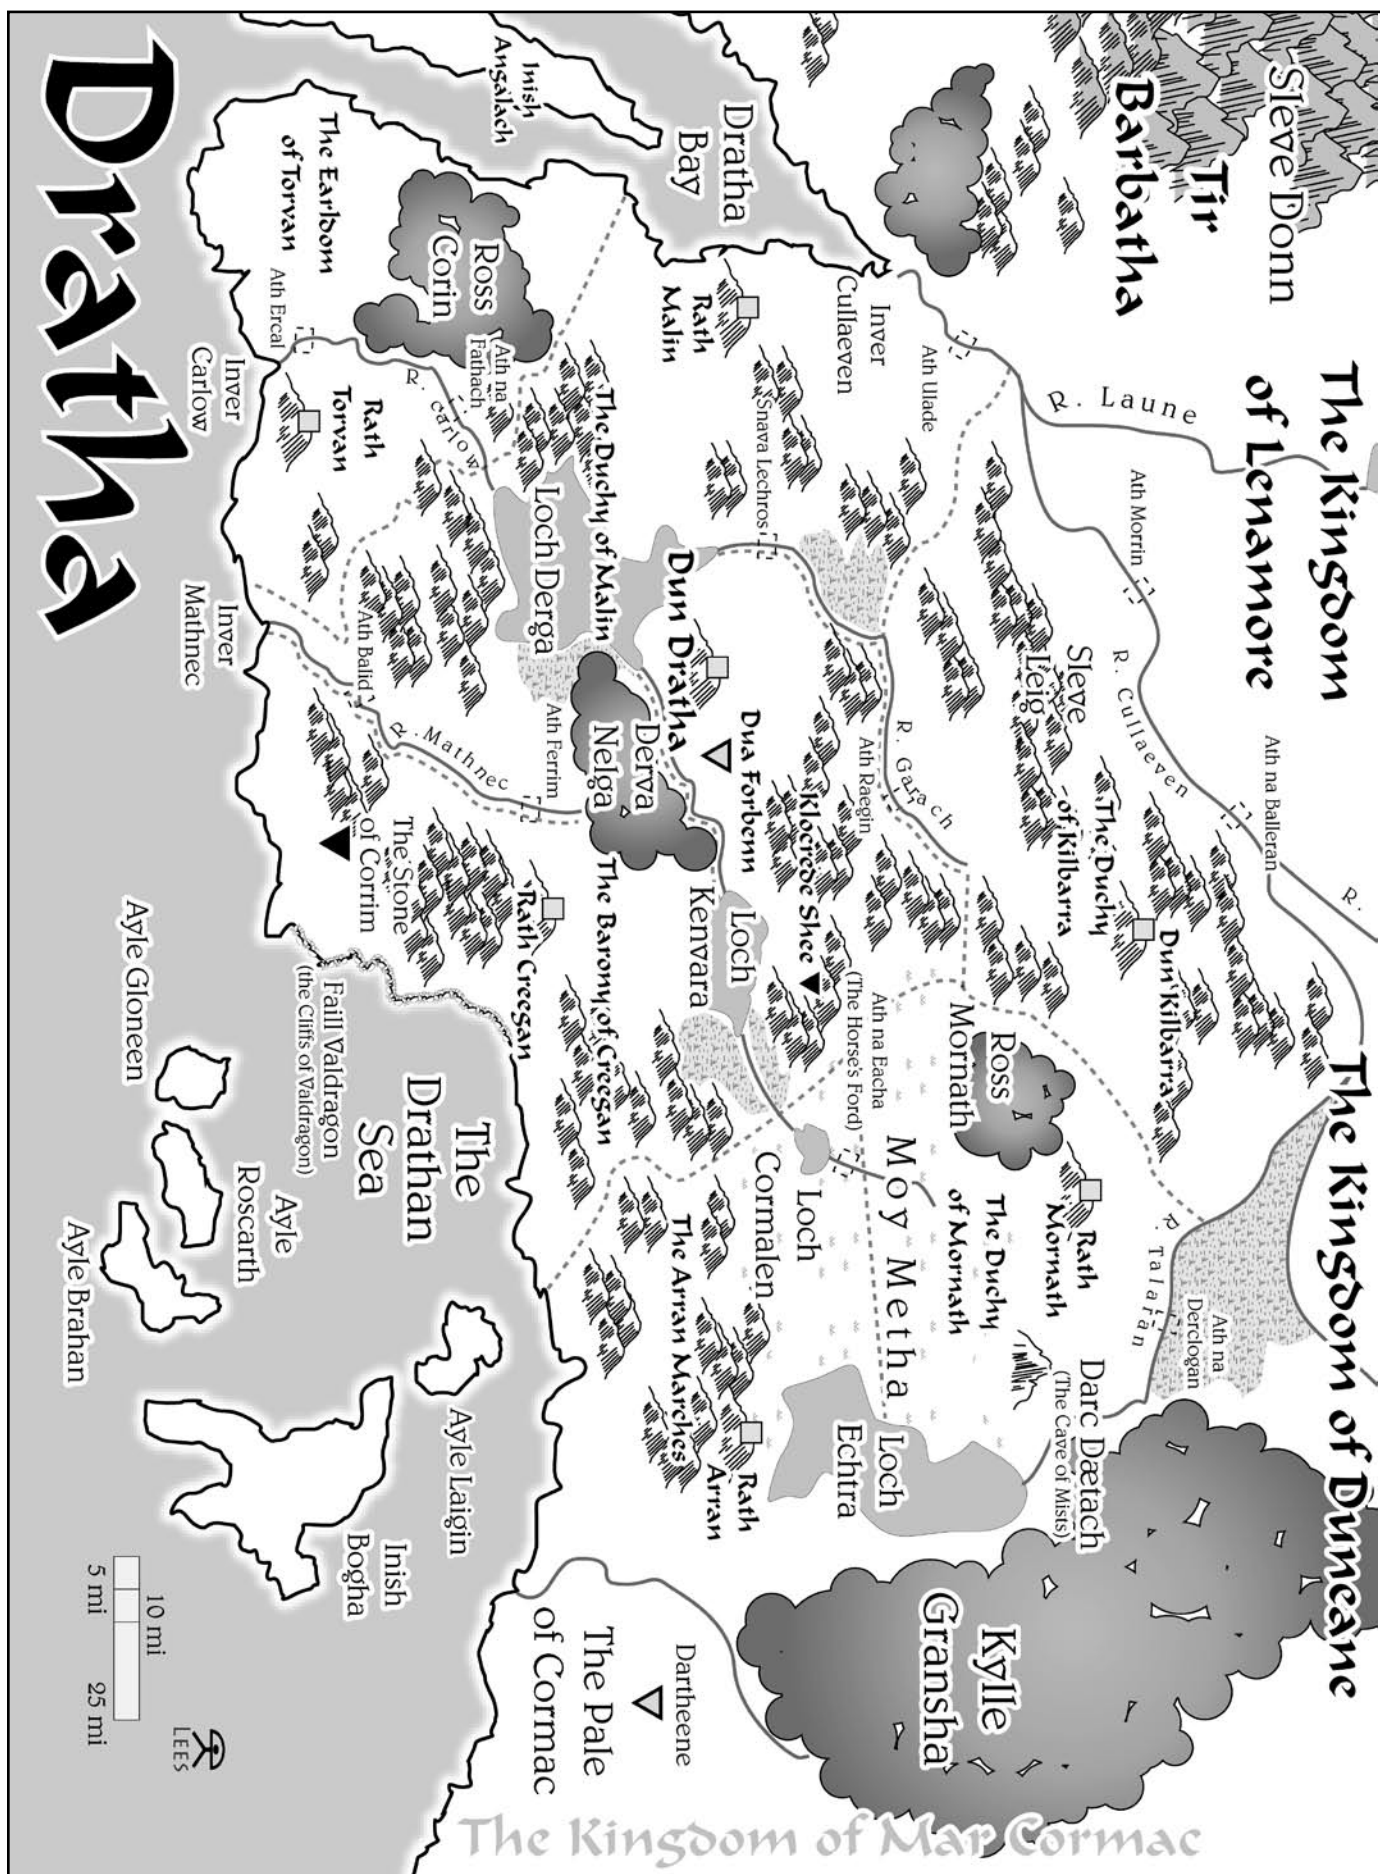 Sleve Donn
Tir
Barbatha
The Kingdom
of Lenamore
The Kingdom of Duneane
Dratha
Bay
Inish
Angalach
Inver
Cullaeven
Ath Ulade
R. Laune
Ath Morrin
R. Cullaeven
Ath na Balleran
R.
The Earldom
of Torvan
Ross
Corin
Rath
Malin
Snava Lechros
Sleve
Leig
The Duchy
of Kilbarra
Dun Kilbarra
Ath Ercal
Ath na
Fathach
R. Carlow
Inver
Carlow
Rath
Torvan
The Duchy of Malin
Loch Derga
Dun Dratha
Dua Forbenn
R. Garach
Ath Raegin
Klocrede Shee
Derva
Nelga
Ath Ferrim
Ath Balid
R. Mathnec
Inver
Mathnec
Loch
Kenvara
The Barony of Creegan
Rath Creegan
The Stone
of Corrim
Faill Valdragon
(the Cliffs of Valdragon)
Ath na Eacha
(The Horse's Ford)
Ross
Mornath
Rath
Mornath
The Duchy
of Mornath
Moy Metha
Loch
Cormalen
R. Talarran
Ath na
Derclogan
Darc Dætach
(The Cave of Mists)
Loch
Echtra
The Arran Marches
Rath
Arran
The
Drathan
Sea
Ayle Gloneen
Ayle
Roscarth
Ayle Brahan
Ayle Laigin
Inish
Bogha
Kylle
Gransha
Dartheene
The Pale
of Cormac
The Kingdom of Mar Cormac
Dratha
10 mi
5 mi
25 mi
LEES